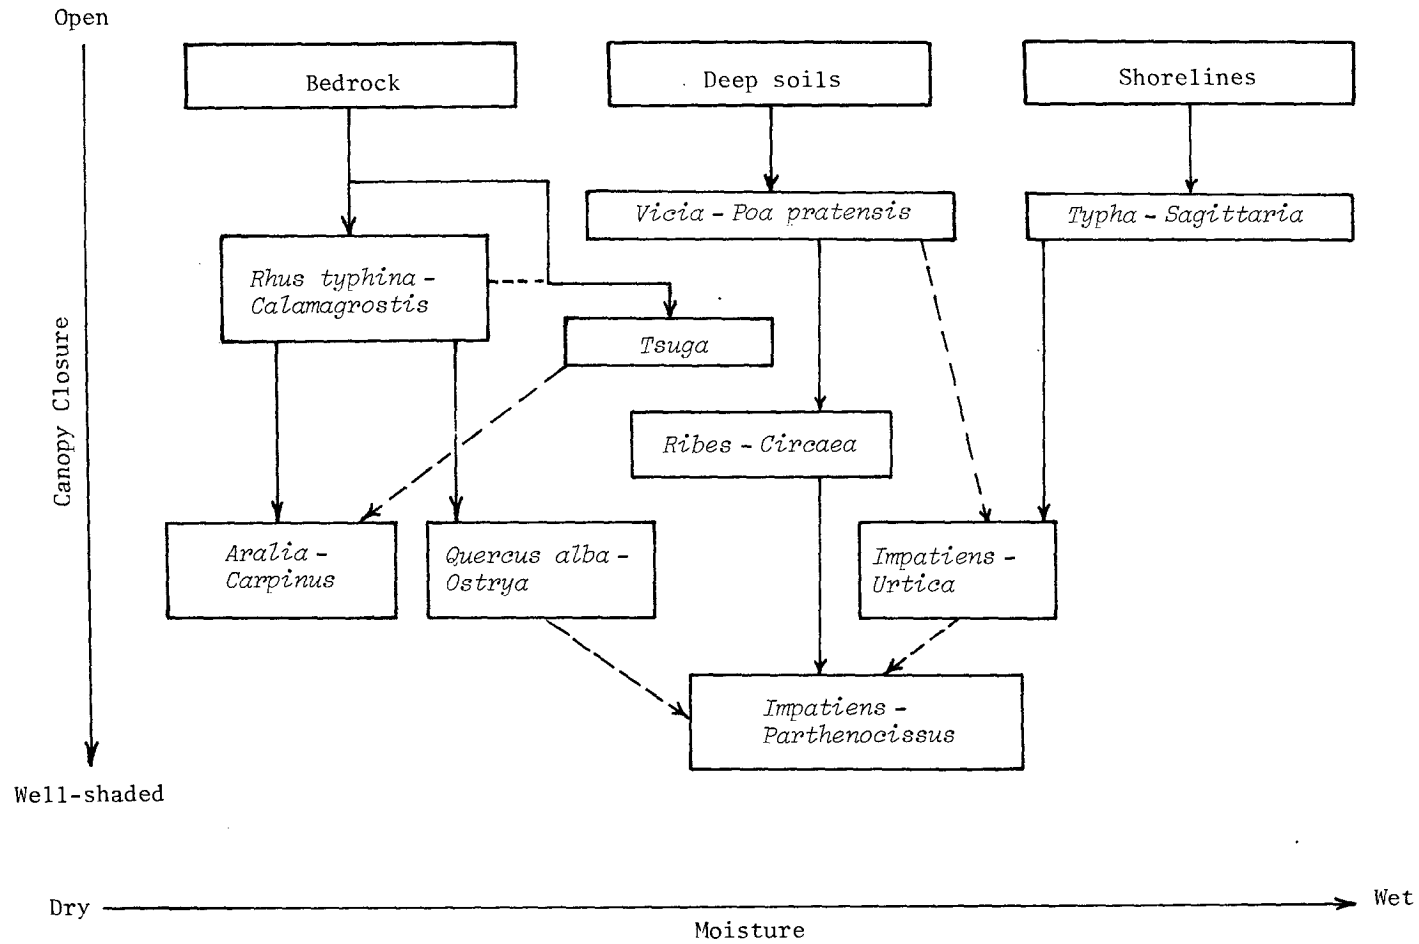 Open
Bedrock
Deep soils
Shorelines
Vicia - Poa pratensis
Typha - Sagittaria
Rhus typhina -
Calamagrostis
Tsuga
Canopy Closure
Ribes - Circaea
Aralia -
Carpinus
Quercus alba -
Ostrya
Impatiens -
Urtica
Impatiens -
Parthenocissus
Well-shaded
Dry
Moisture
Wet